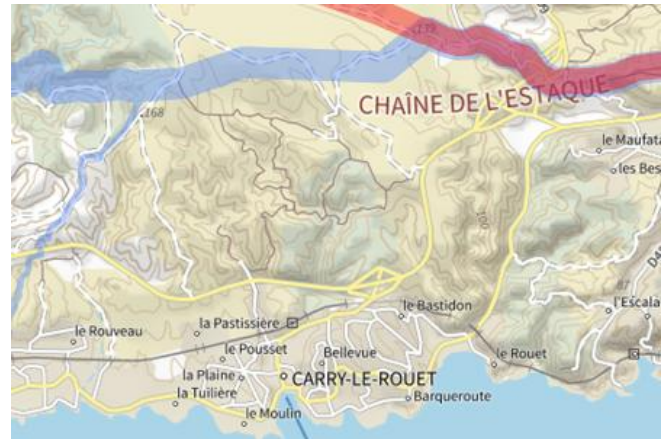 179
CHAÎNE DE L'ESTAQUE
168
le Maufata
les Bes
100
D4
87
l'Escala
le Bastidon
la Pastissière
le Rouveau
le Pousset
Bellevue
le Rouet
la Plaine
CARRY-LE-ROUET
la Tuilière
Barqueroute
le Moulin